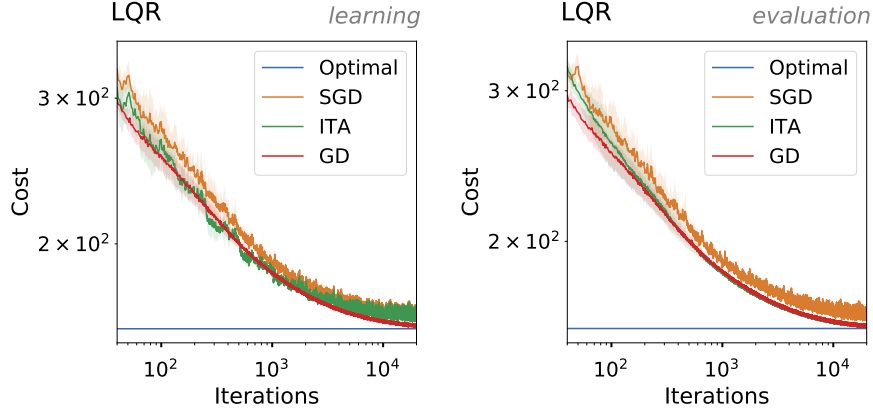 LQR learning
3 × 10²
2 × 10²
Cost
Optimal
SGD
ITA
GD
10² 10³ 10⁴
Iterations
LQR evaluation
3 × 10²
2 × 10²
Cost
Optimal
SGD
ITA
GD
10² 10³ 10⁴
Iterations